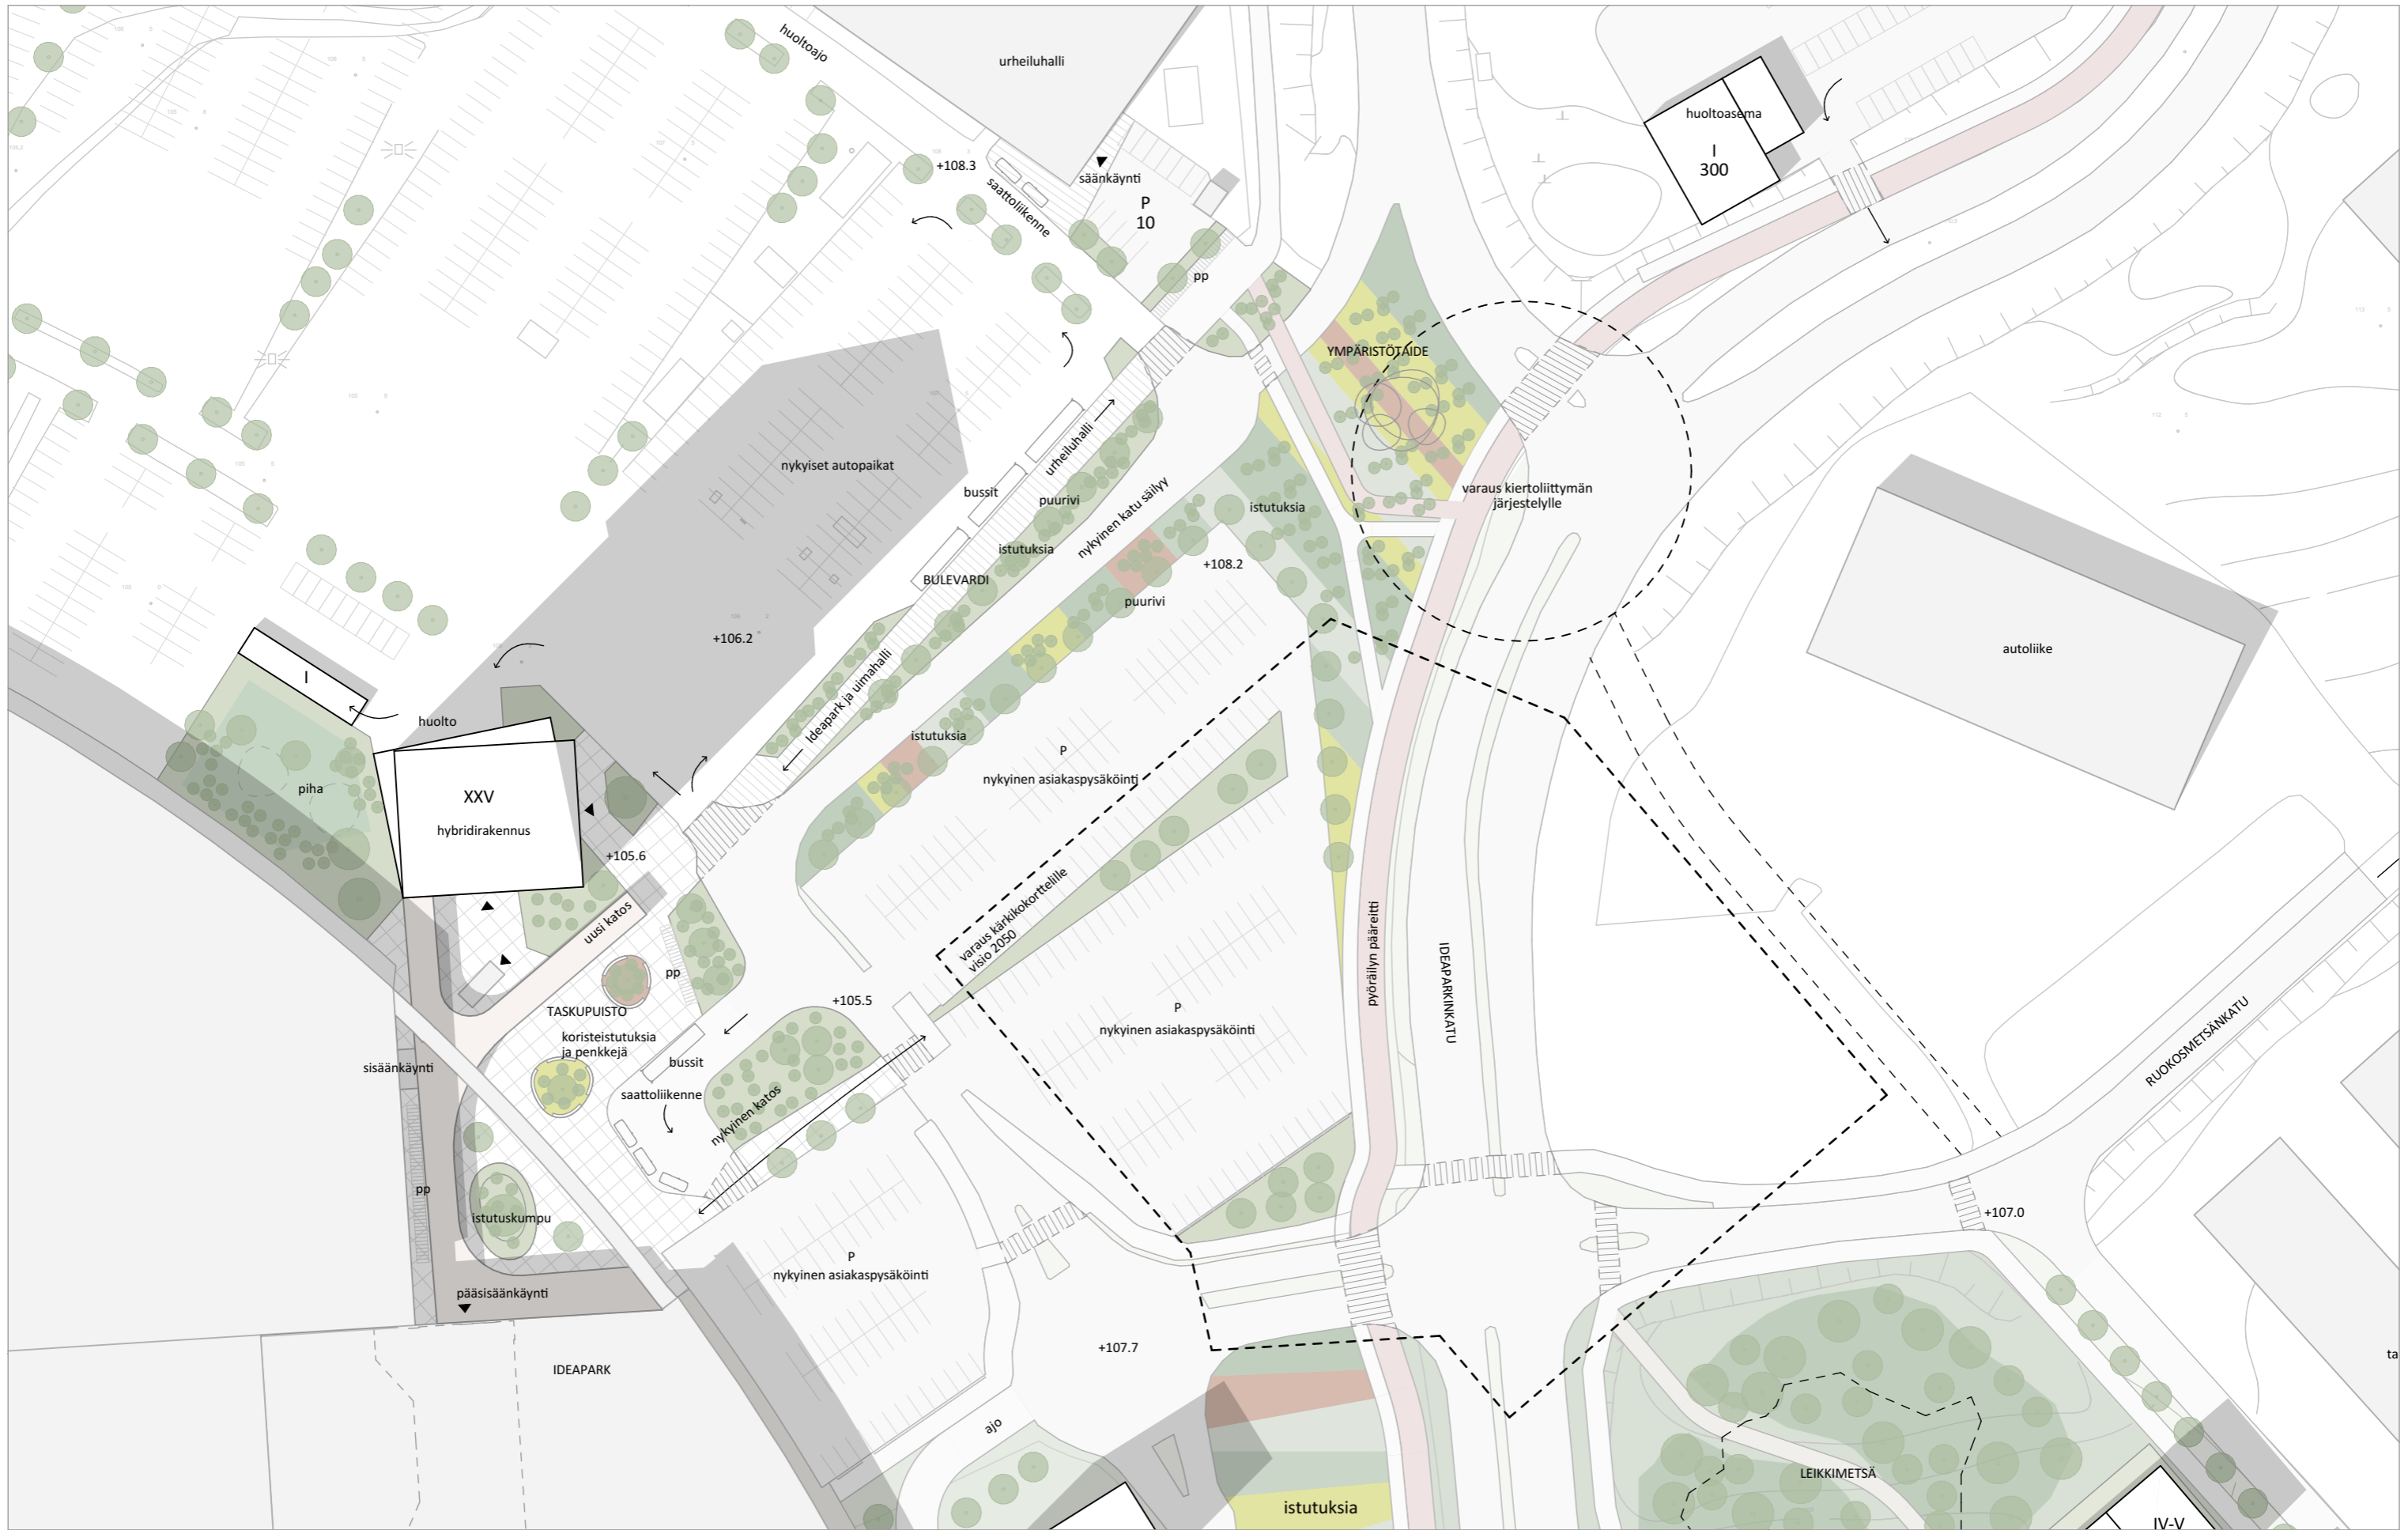 huoltoajo
urheiluhalli
huoltoasema
I
300
+108.3
saattoliikenne
säänkäynti
P
10
pp
YMPÄRISTÖTAIDE
nykyiset autopaikat
bussit
urheiluhalli
puurivi
nykyinen katu säilyy
istutuksia
varaus kiertoliittymän
järjestelylle
istutuksia
BULEVARDI
+108.2
puurivi
+106.2
Ideapark ja uimahalli
autoliike
I
huolto
istutuksia
P
nykyinen asiakaspysäköinti
piha
XXV
hybridirakennus
+105.6
uusi katos
varaus kärkikokorttelille
visio 2050
pyöräilyn pääreitti
IDEAPARKINKATU
pp
+105.5
TASKUPUISTO
koristeistutuksia
ja penkkejä
P
nykyinen asiakaspysäköinti
bussit
sisäänkäynti
saattoliikenne
nykyinen katos
RUOKOSMETSÄNKATU
pp
istutuskumpu
+107.0
P
nykyinen asiakaspysäköinti
pääsisäänkäynti
+107.7
IDEAPARK
ta
ajo
LEIKKIMETSÄ
istutuksia
IV-V